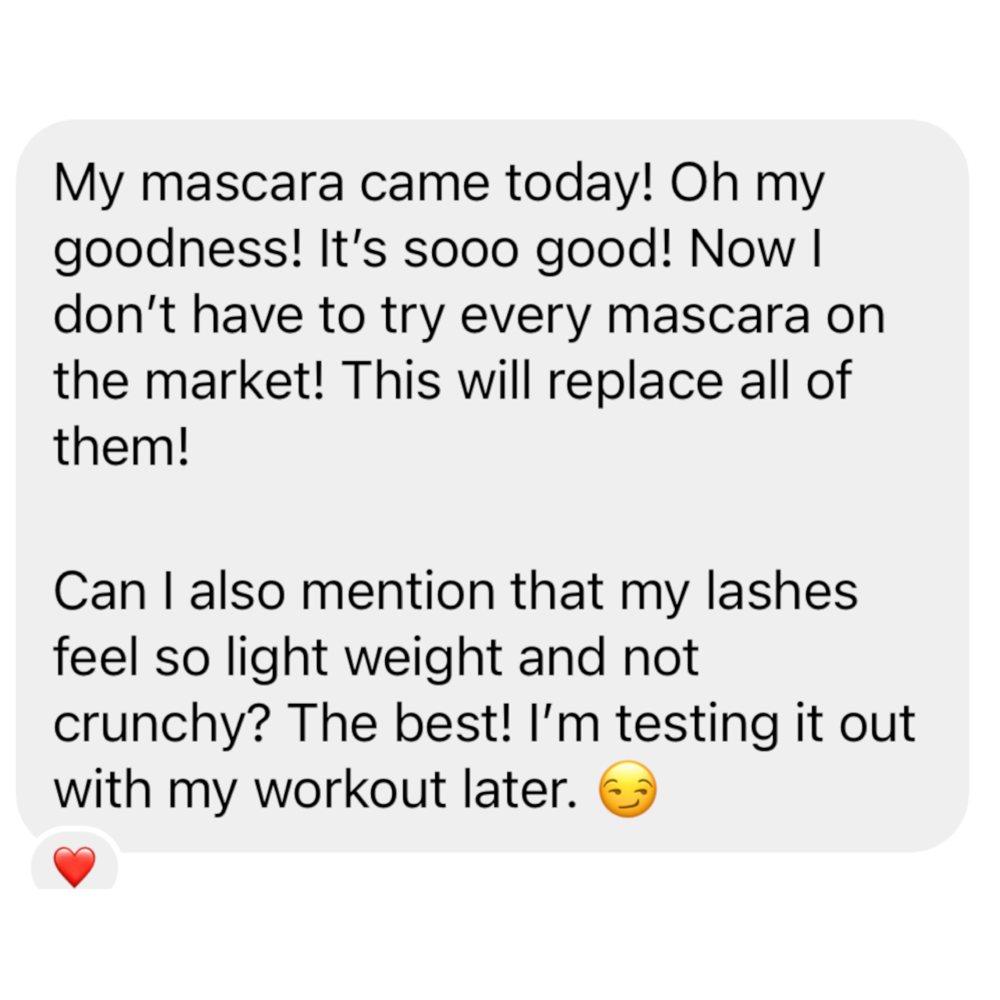 My mascara came today! Oh my
goodness! It’s sooo good! Now I
don’t have to try every mascara on
the market! This will replace all of
them!
Can I also mention that my lashes
feel so light weight and not
crunchy? The best! I’m testing it out
with my workout later. 😏